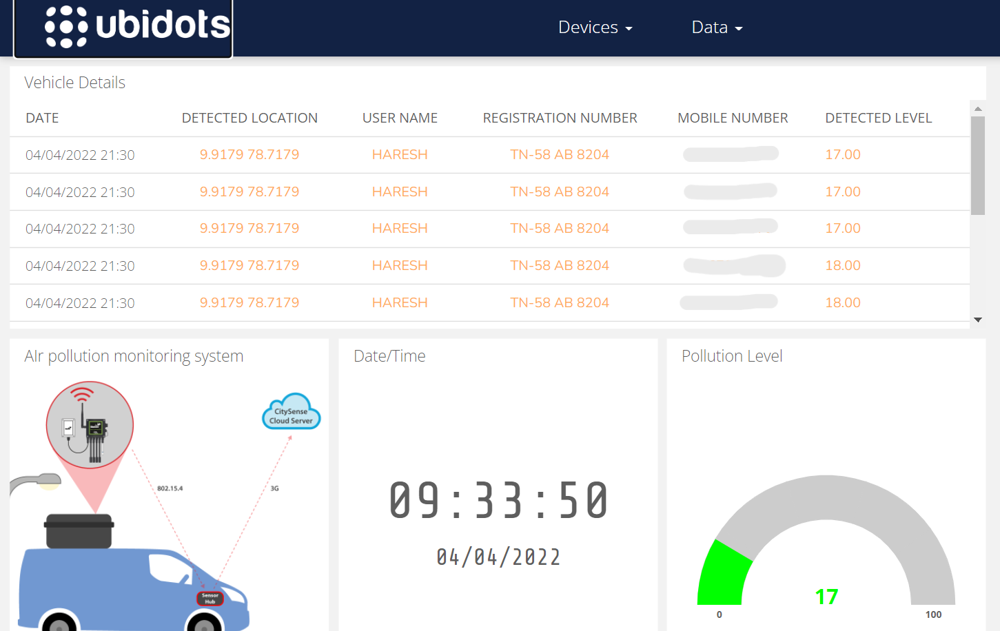 ubidots
Devices Data
Vehicle Details
DATE DETECTED LOCATION USER NAME REGISTRATION NUMBER MOBILE NUMBER DETECTED LEVEL
04/04/2022 21:30 9.9179 78.7179 HARESH TN-58 AB 8204 17.00
04/04/2022 21:30 9.9179 78.7179 HARESH TN-58 AB 8204 17.00
04/04/2022 21:30 9.9179 78.7179 HARESH TN-58 AB 8204 17.00
04/04/2022 21:30 9.9179 78.7179 HARESH TN-58 AB 8204 18.00
04/04/2022 21:30 9.9179 78.7179 HARESH TN-58 AB 8204 18.00
AIr pollution monitoring system
CitySense
Cloud Server
802.15.4
3G
Sensor
Hub
Date/Time
09:33:50
04/04/2022
Pollution Level
17
0 100